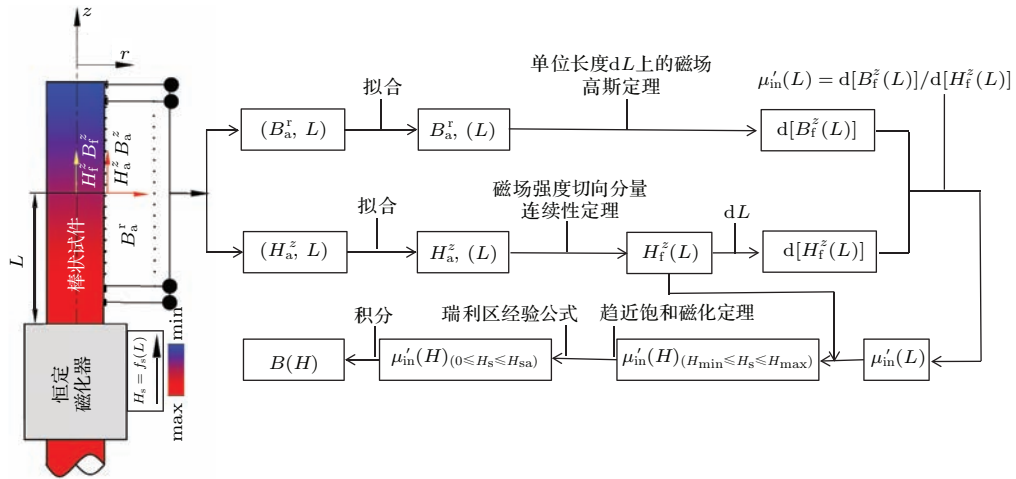 z
r
H_f^z B_f^z
H_a^z B_a^z
B_a^r
L
棒状试件
恒定
磁化器
H_s = f_s(L)
max
min
(B_a^r, L)
拟合
B_a^r, (L)
单位长度dL上的磁场
高斯定理
d[B_f^z(L)]
μ′_in(L) = d[B_f^z(L)]/d[H_f^z(L)]
(H_a^z, L)
拟合
H_a^z, (L)
磁场强度切向分量
连续性定理
H_f^z(L)
dL
d[H_f^z(L)]
B(H)
积分
μ′_in(H)(0≤H_s≤H_sa)
瑞利区经验公式
μ′_in(H)(H_min≤H_s≤H_max)
趋近饱和磁化定理
μ′_in(L)